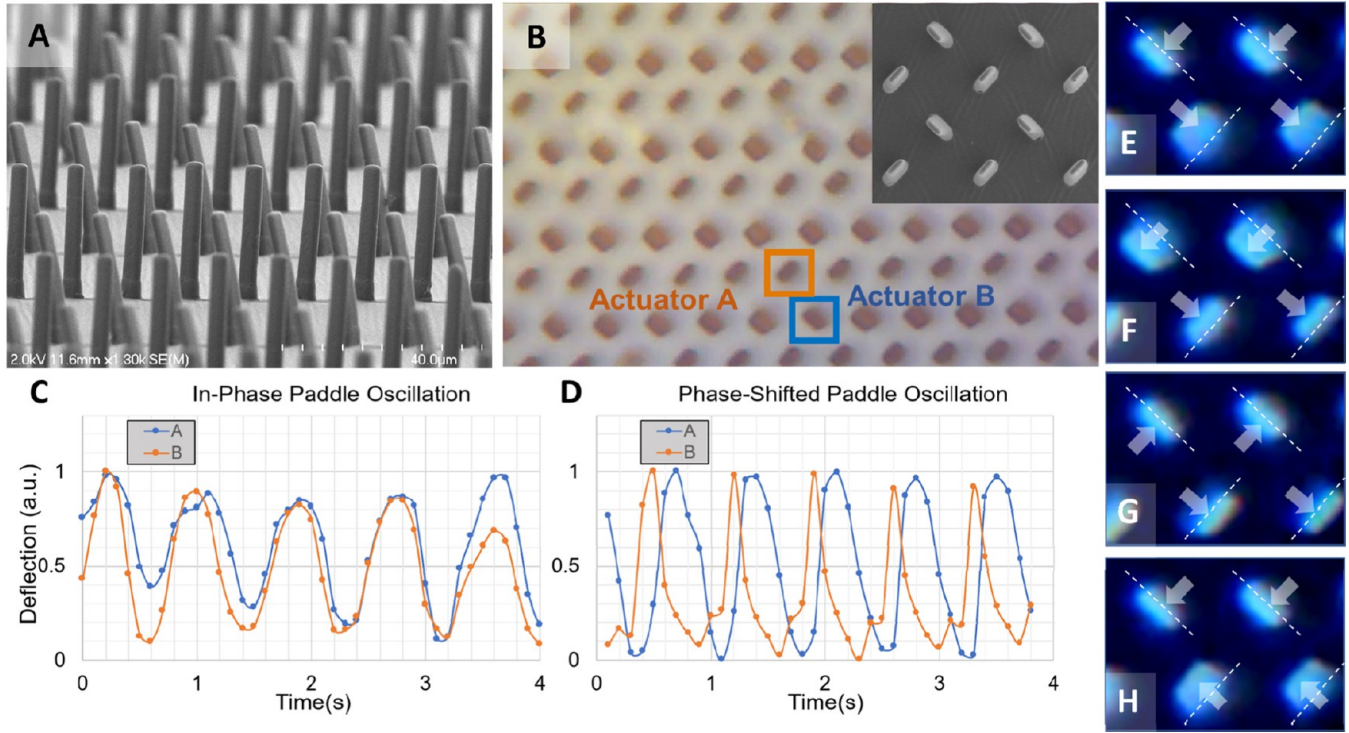 A
2.0kV 11.6mm x1.30k SE(M)
40.0μm
B
Actuator A
Actuator B
C
In-Phase Paddle Oscillation
A
B
Deflection (a.u.)
1
0.5
0
0
1
2
3
4
Time(s)
D
Phase-Shifted Paddle Oscillation
A
B
1
0.5
0
0
1
2
3
4
Time(s)
E
F
G
H